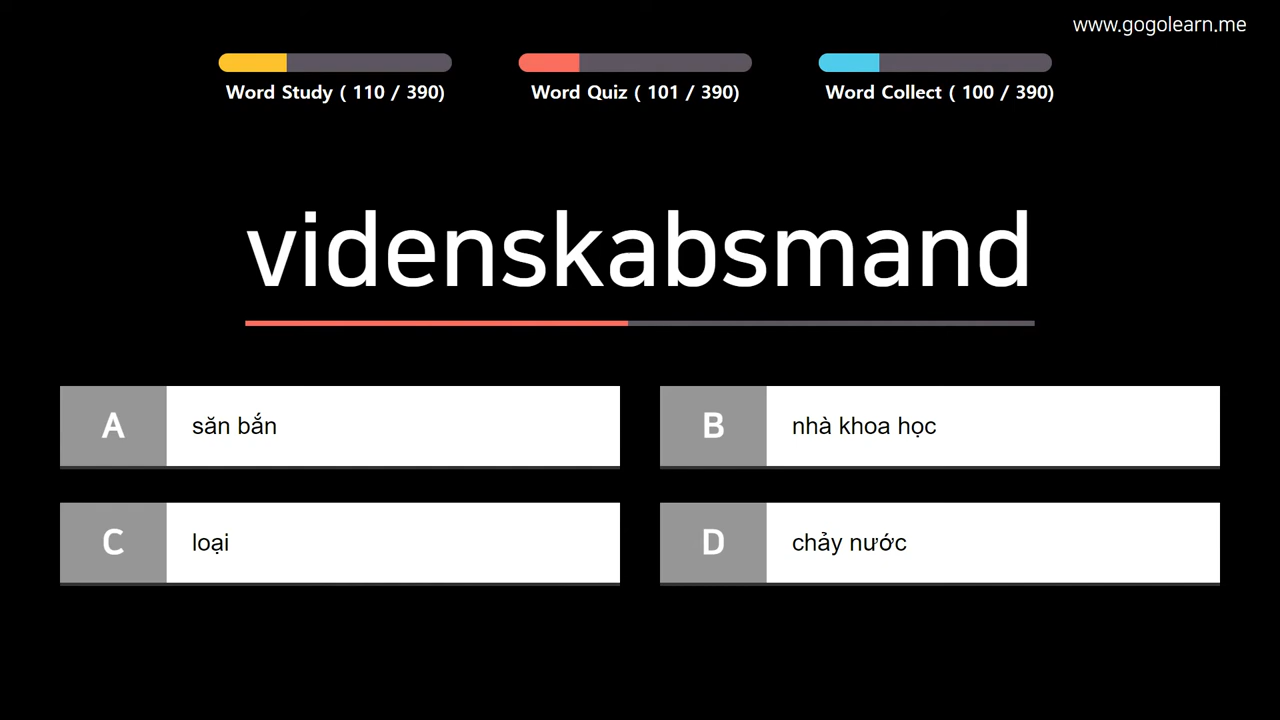 www.gogolearn.me
Word Study ( 110 / 390)
Word Quiz ( 101 / 390)
Word Collect ( 100 / 390)
videnskabsmand
A săn bắn
B nhà khoa học
C loại
D chảy nước